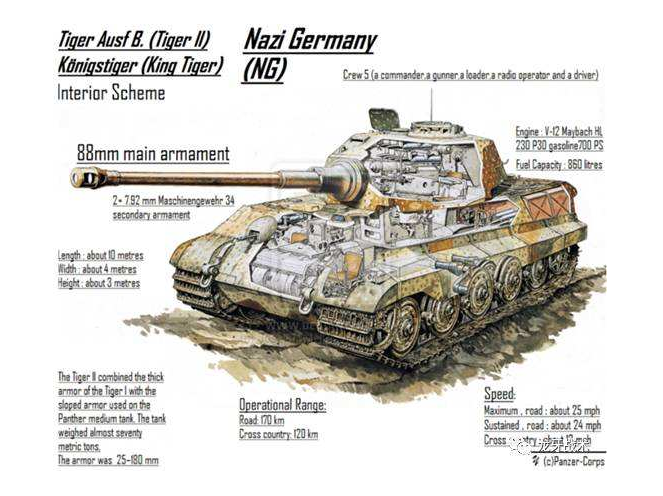 Tiger Ausf B. (Tiger II)
Königstiger (King Tiger)
Interior Scheme
Nazi Germany
(NG)
Crew 5 (a commander,a gunner,a loader,a radio operator and a driver)
Engine : V-12 Maybach HL
230 P30 gasoline700 PS
Fuel Capacity : 860 litres
88mm main armament
2× 7.92 mm Maschinengewehr 34
secondary armament
Length : about 10 metres
Width : about 4 metres
Height : about 3 metres
The Tiger II combined the thick
armor of the Tiger I with the
sloped armor used on the
Panther medium tank. The tank
weighed almost seventy
metric tons.
The armor was 25-180 mm
Operational Range:
Road: 170 km
Cross country: 120 km
Speed:
Maximum , road : about 25 mph
Sustained , road : about 24 mph
Cross country : about mph
(c)Panzer-Corps